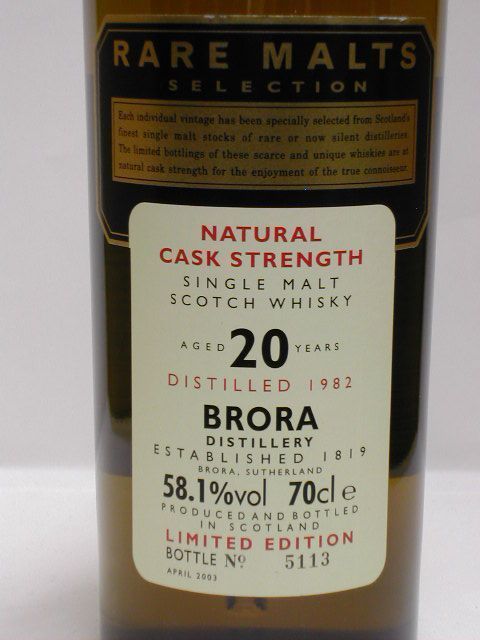 RARE MALTS
SELECTION
Each individual vintage has been specially selected from Scotland's
finest single malt stocks of rare or now silent distilleries.
The limited bottlings of these scarce and unique whiskies are at
natural cask strength for the enjoyment of the true connoisseur.
NATURAL
CASK STRENGTH
SINGLE MALT
SCOTCH WHISKY
AGED 20 YEARS
DISTILLED 1982
BRORA
DISTILLERY
ESTABLISHED 1819
BRORA, SUTHERLAND
58.1%vol 70cl e
PRODUCED AND BOTTLED
IN SCOTLAND
LIMITED EDITION
BOTTLE Nº 5113
APRIL 2003